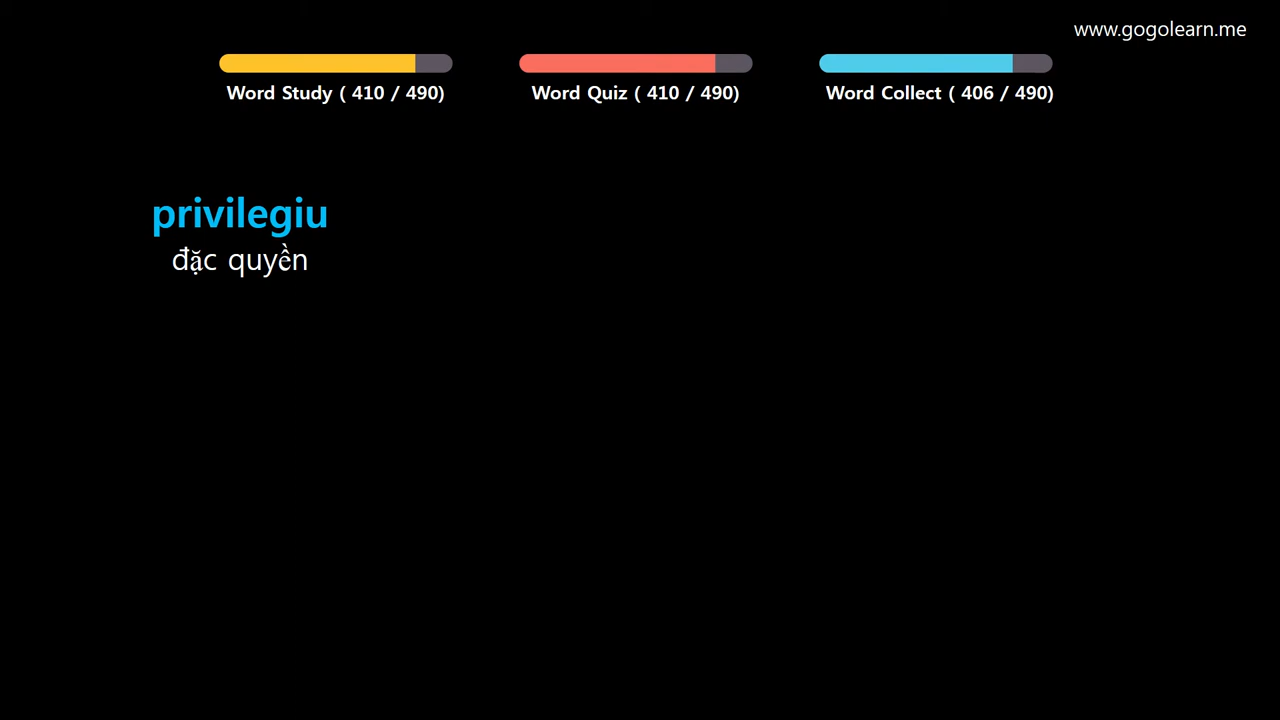 www.gogolearn.me
Word Study ( 410 / 490)
Word Quiz ( 410 / 490)
Word Collect ( 406 / 490)
privilegiu
đặc quyền